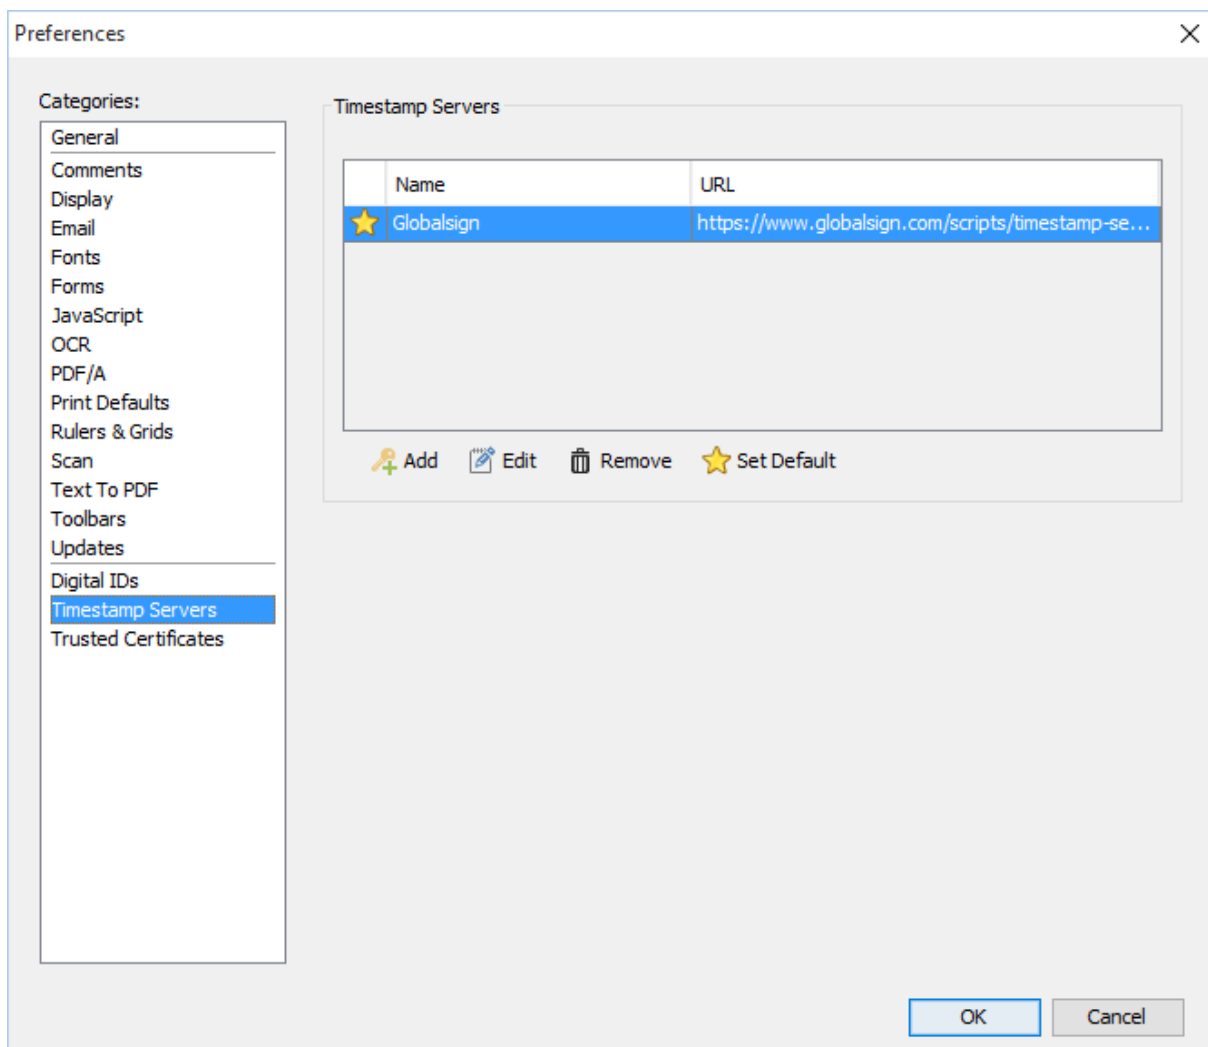 Preferences
Categories:
General
Comments
Display
Email
Fonts
Forms
JavaScript
OCR
PDF/A
Print Defaults
Rulers & Grids
Scan
Text To PDF
Toolbars
Updates
Digital IDs
Timestamp Servers
Trusted Certificates
Timestamp Servers
Name URL
Globalsign https://www.globalsign.com/scripts/timestamp-se...
Add Edit Remove Set Default
OK Cancel